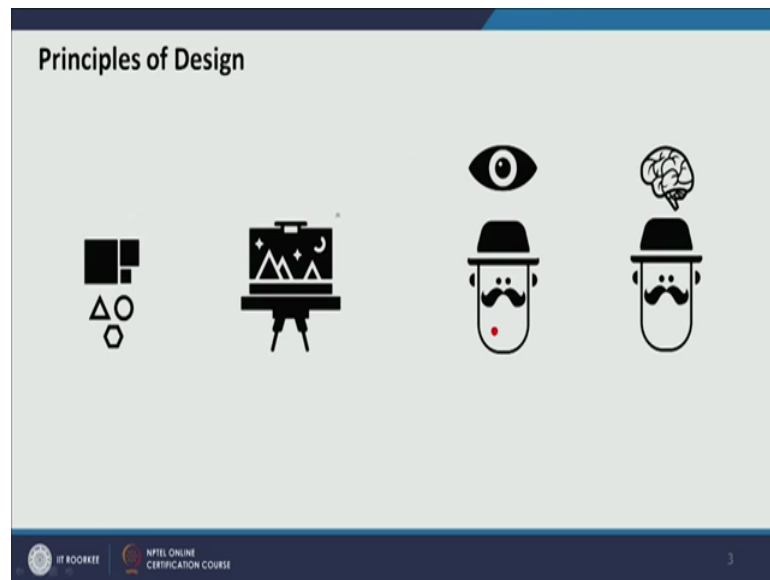 Principles of Design
IIT ROORKEE
NPTEL ONLINE
CERTIFICATION COURSE
3